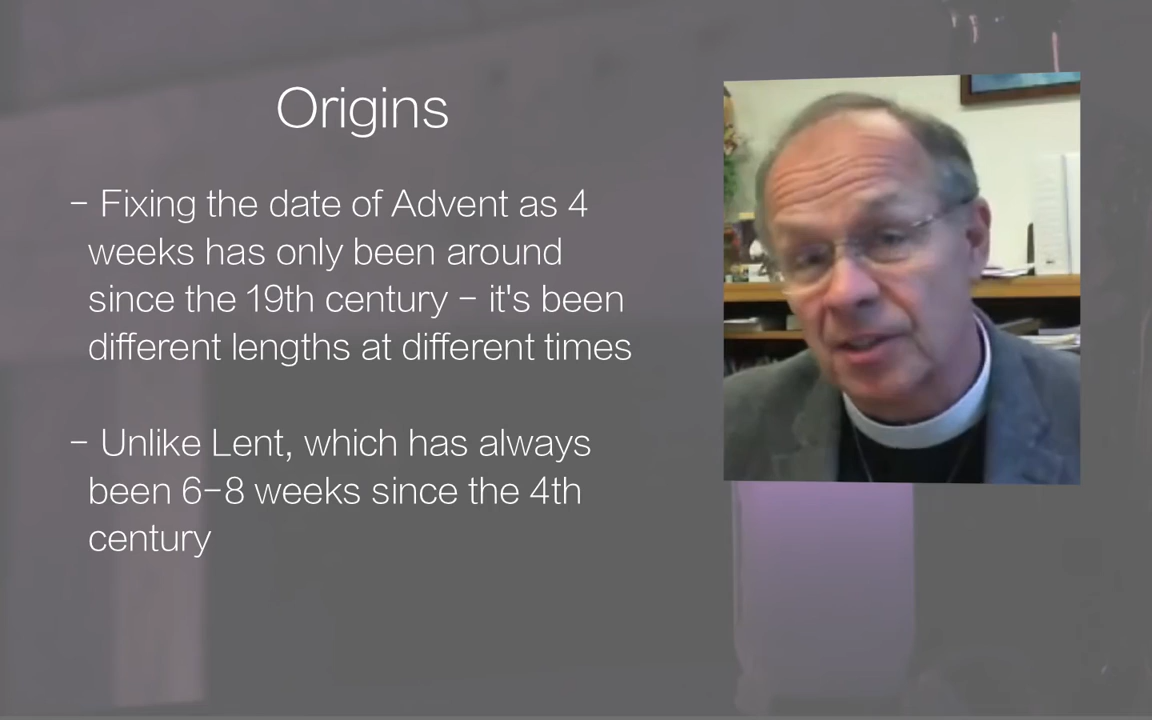 Origins
- Fixing the date of Advent as 4
weeks has only been around
since the 19th century - it's been
different lengths at different times
- Unlike Lent, which has always
been 6-8 weeks since the 4th
century